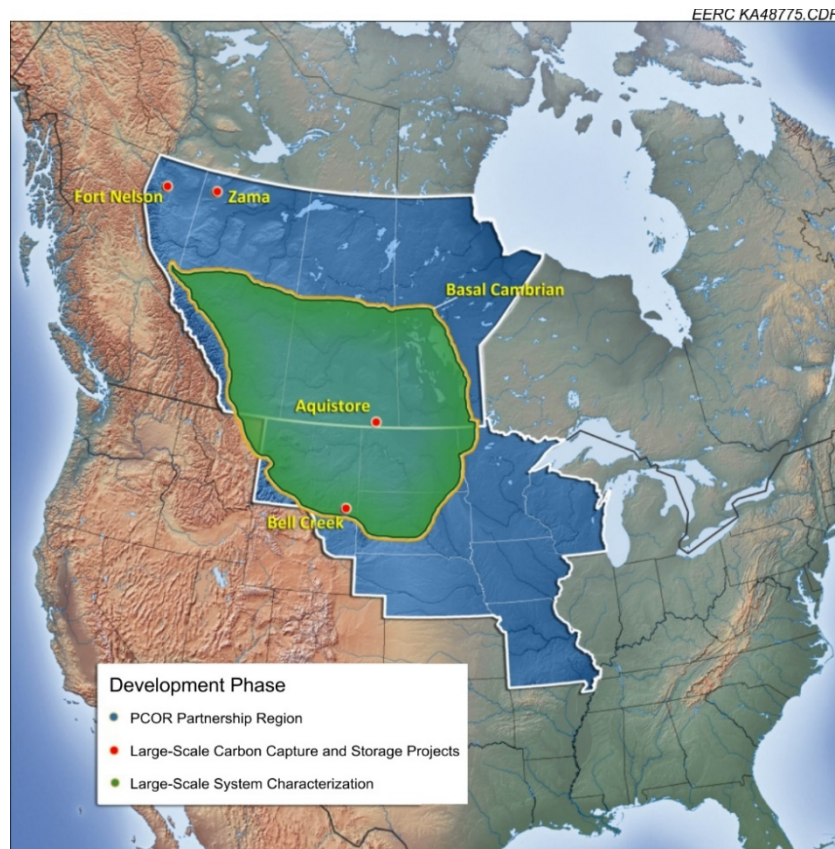 EERC KA48775.CDR
Fort Nelson
Zama
Basal Cambrian
Aquistore
Bell Creek
Development Phase
PCOR Partnership Region
Large-Scale Carbon Capture and Storage Projects
Large-Scale System Characterization